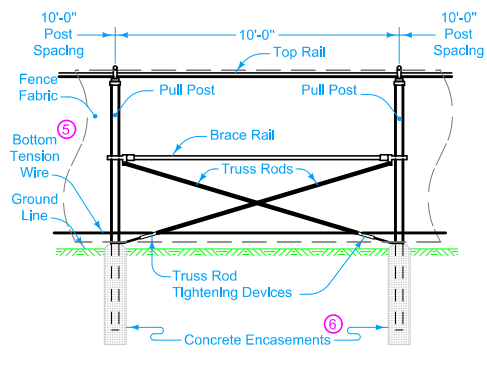 10'-0"
Post
Spacing
10'-0"
10'-0"
Post
Spacing
Top Rail
Fence
Fabric
Pull Post
Pull Post
5
Brace Rail
Bottom
Tension
Wire
Truss Rods
Ground
Line
Truss Rod
Tightening Devices
6
Concrete Encasements